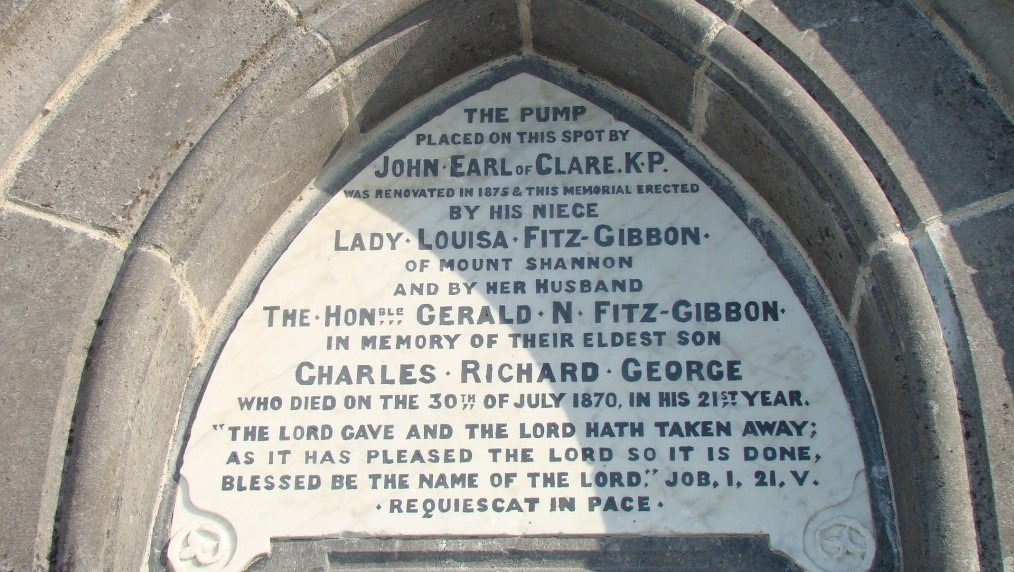 THE PUMP
PLACED ON THIS SPOT BY
JOHN·EARL OF CLARE.K·P.
WAS RENOVATED IN 1875 & THIS MEMORIAL ERECTED
BY HIS NIECE
LADY·LOUISA·FITZ-GIBBON·
OF MOUNT SHANNON
AND BY HER HUSBAND
THE·HONBLE GERALD·N·FITZ-GIBBON·
IN MEMORY OF THEIR ELDEST SON
CHARLES·RICHARD·GEORGE
WHO DIED ON THE 30TH OF JULY 1870, IN HIS 21ST YEAR.
"THE LORD GAVE AND THE LORD HATH TAKEN AWAY;
AS IT HAS PLEASED THE LORD SO IT IS DONE,
BLESSED BE THE NAME OF THE LORD." JOB, 1, 21, V.
·REQUIESCAT IN PACE·